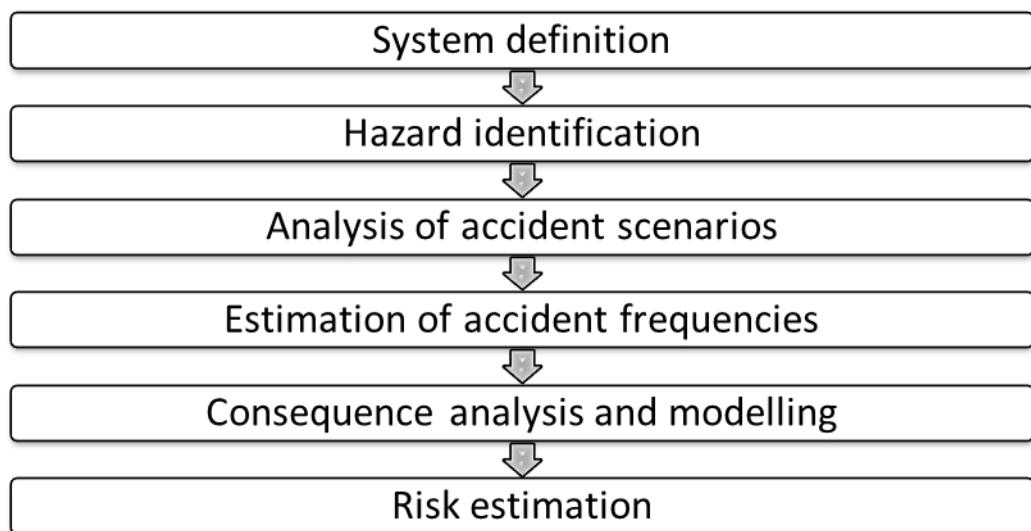 System definition
Hazard identification
Analysis of accident scenarios
Estimation of accident frequencies
Consequence analysis and modelling
Risk estimation